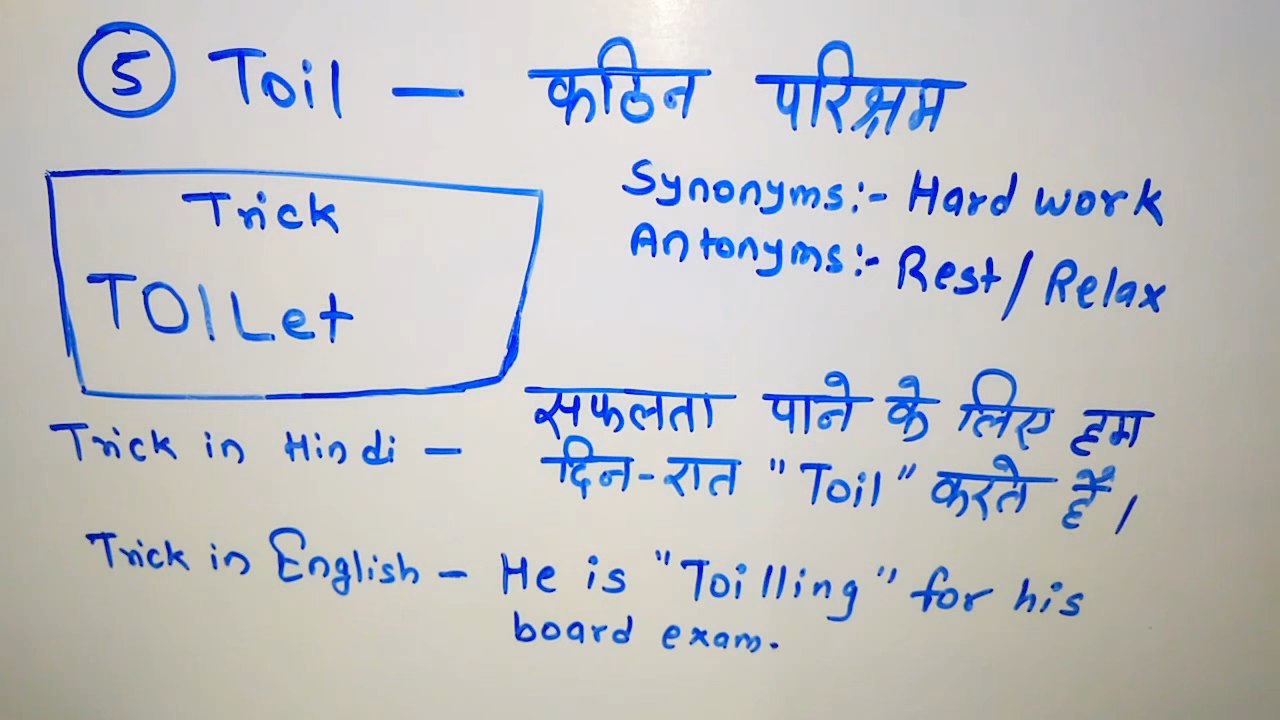 5 Toil — कठिन परिश्रम
Synonyms:- Hard work
Antonyms:- Rest/Relax
Trick
TOILet
Trick in Hindi — सफलता पाने के लिए हम
दिन-रात "Toil" करते हैं।
Trick in English — He is "Toilling" for his
board exam.